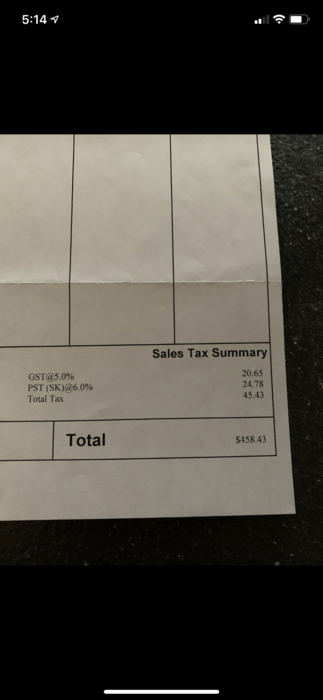 5:14
Sales Tax Summary
GST@5.0% 20.65
PST (SK)@6.0% 24.78
Total Tax 45.43
Total $458.43